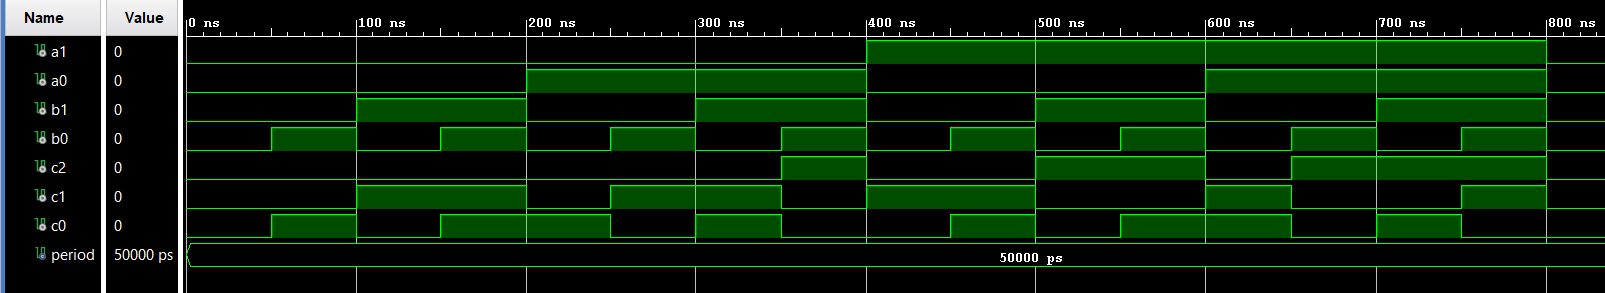 Name Value 0 ns 100 ns 200 ns 300 ns 400 ns 500 ns 600 ns 700 ns 800 ns
a1 0
a0 0
b1 0
b0 0
c2 0
c1 0
c0 0
period 50000 ps 50000 ps